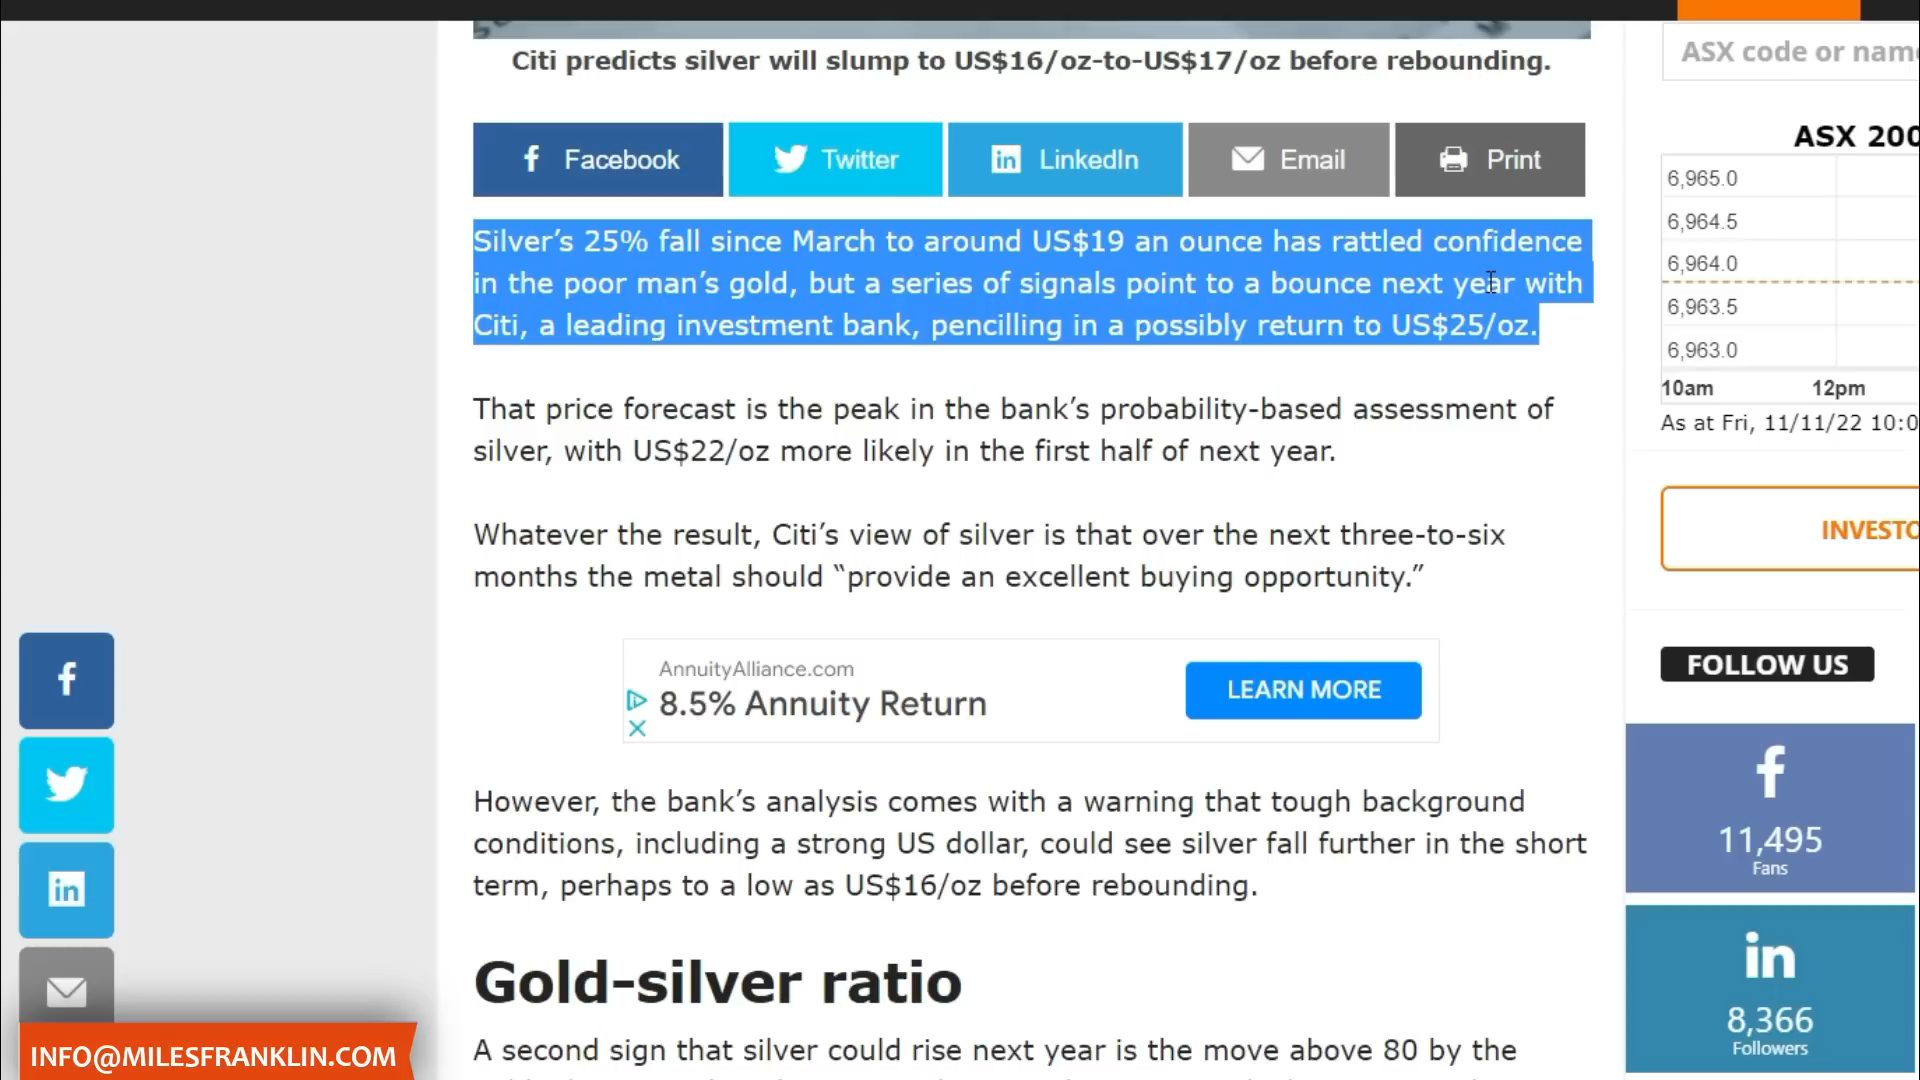 Citi predicts silver will slump to US$16/oz-to-US$17/oz before rebounding.
Facebook
Twitter
LinkedIn
Email
Print
Silver’s 25% fall since March to around US$19 an ounce has rattled confidence
in the poor man’s gold, but a series of signals point to a bounce next year with
Citi, a leading investment bank, pencilling in a possibly return to US$25/oz.
That price forecast is the peak in the bank’s probability-based assessment of
silver, with US$22/oz more likely in the first half of next year.
Whatever the result, Citi’s view of silver is that over the next three-to-six
months the metal should “provide an excellent buying opportunity.”
AnnuityAlliance.com
8.5% Annuity Return
LEARN MORE
However, the bank’s analysis comes with a warning that tough background
conditions, including a strong US dollar, could see silver fall further in the short
term, perhaps to a low as US$16/oz before rebounding.
Gold-silver ratio
A second sign that silver could rise next year is the move above 80 by the
INFO@MILESFRANKLIN.COM
ASX code or name
ASX 200
6,965.0
6,964.5
6,964.0
6,963.5
6,963.0
10am
12pm
As at Fri, 11/11/22 10:0
INVESTO
FOLLOW US
11,495
Fans
8,366
Followers